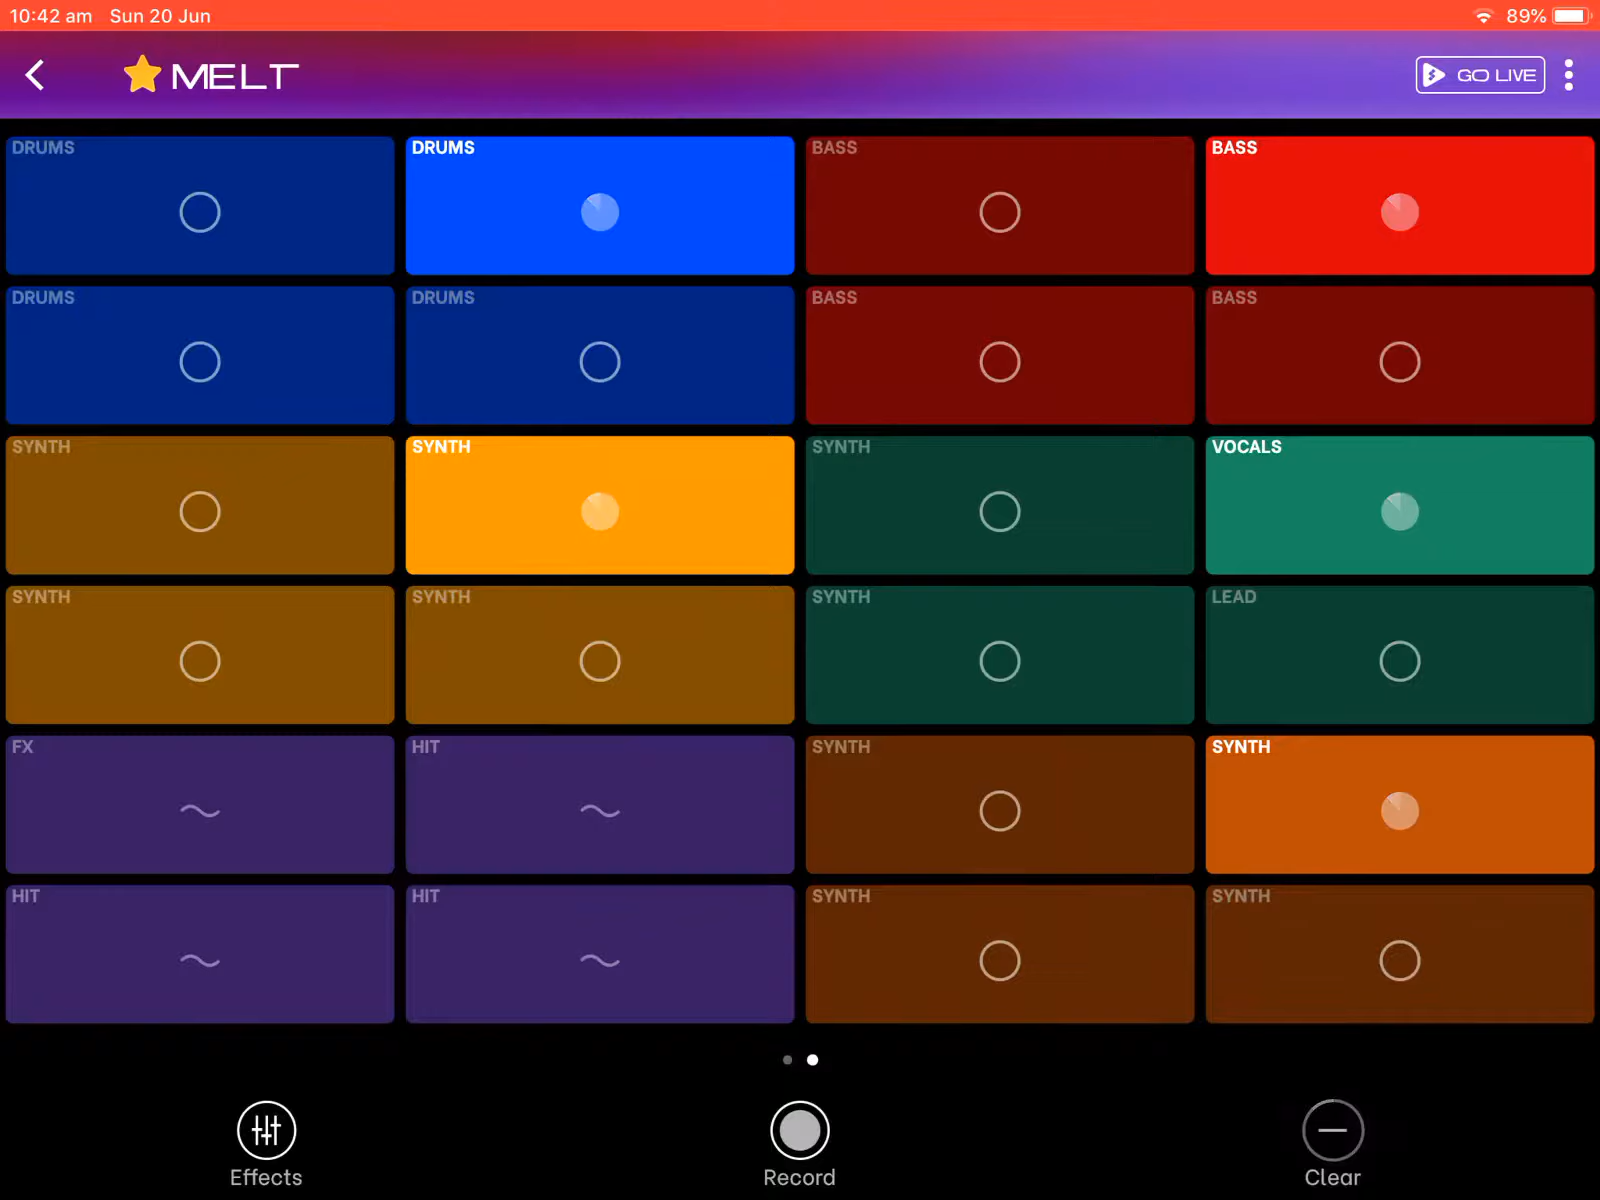 10:42 am Sun 20 Jun 89%
MELT GO LIVE
DRUMS DRUMS BASS BASS
DRUMS DRUMS BASS BASS
SYNTH SYNTH SYNTH VOCALS
SYNTH SYNTH SYNTH LEAD
FX HIT SYNTH SYNTH
HIT HIT SYNTH SYNTH
Effects Record Clear